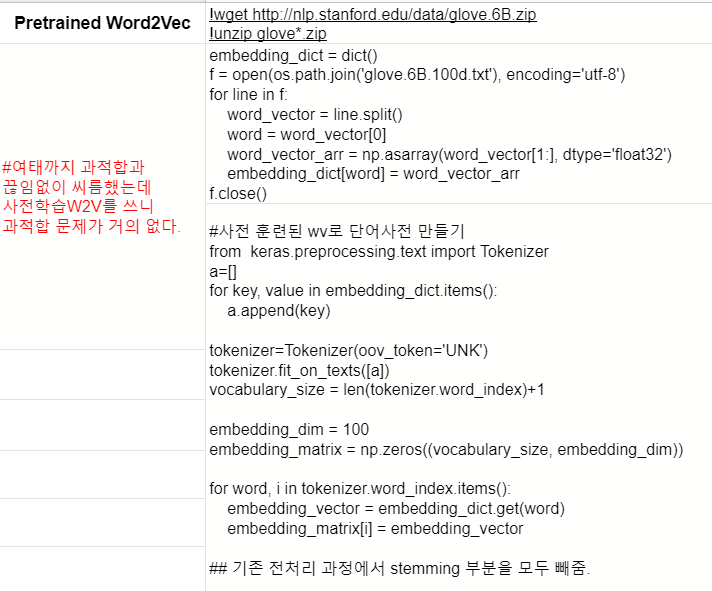 Pretrained Word2Vec
!wget http://nlp.stanford.edu/data/glove.6B.zip
!unzip glove*.zip
#여태까지 과적합과
끊임없이 씨름했는데
사전학습W2V를 쓰니
과적합 문제가 거의 없다.
embedding_dict = dict()
f = open(os.path.join('glove.6B.100d.txt'), encoding='utf-8')
for line in f:
    word_vector = line.split()
    word = word_vector[0]
    word_vector_arr = np.asarray(word_vector[1:], dtype='float32')
    embedding_dict[word] = word_vector_arr
f.close()
#사전 훈련된 wv로 단어사전 만들기
from  keras.preprocessing.text import Tokenizer
a=[]
for key, value in embedding_dict.items():
    a.append(key)
tokenizer=Tokenizer(oov_token='UNK')
tokenizer.fit_on_texts([a])
vocabulary_size = len(tokenizer.word_index)+1
embedding_dim = 100
embedding_matrix = np.zeros((vocabulary_size, embedding_dim))
for word, i in tokenizer.word_index.items():
    embedding_vector = embedding_dict.get(word)
    embedding_matrix[i] = embedding_vector
## 기존 전처리 과정에서 stemming 부분을 모두 빼줌.